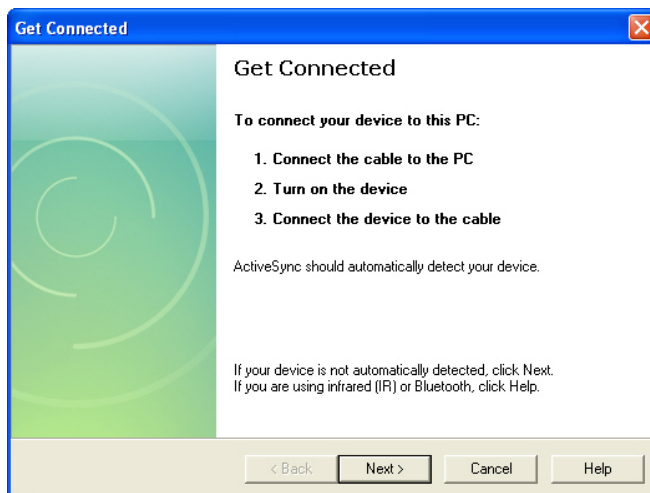 Get Connected
Get Connected
To connect your device to this PC:
1. Connect the cable to the PC
2. Turn on the device
3. Connect the device to the cable
ActiveSync should automatically detect your device.
If your device is not automatically detected, click Next.
If you are using infrared (IR) or Bluetooth, click Help.
< Back Next > Cancel Help